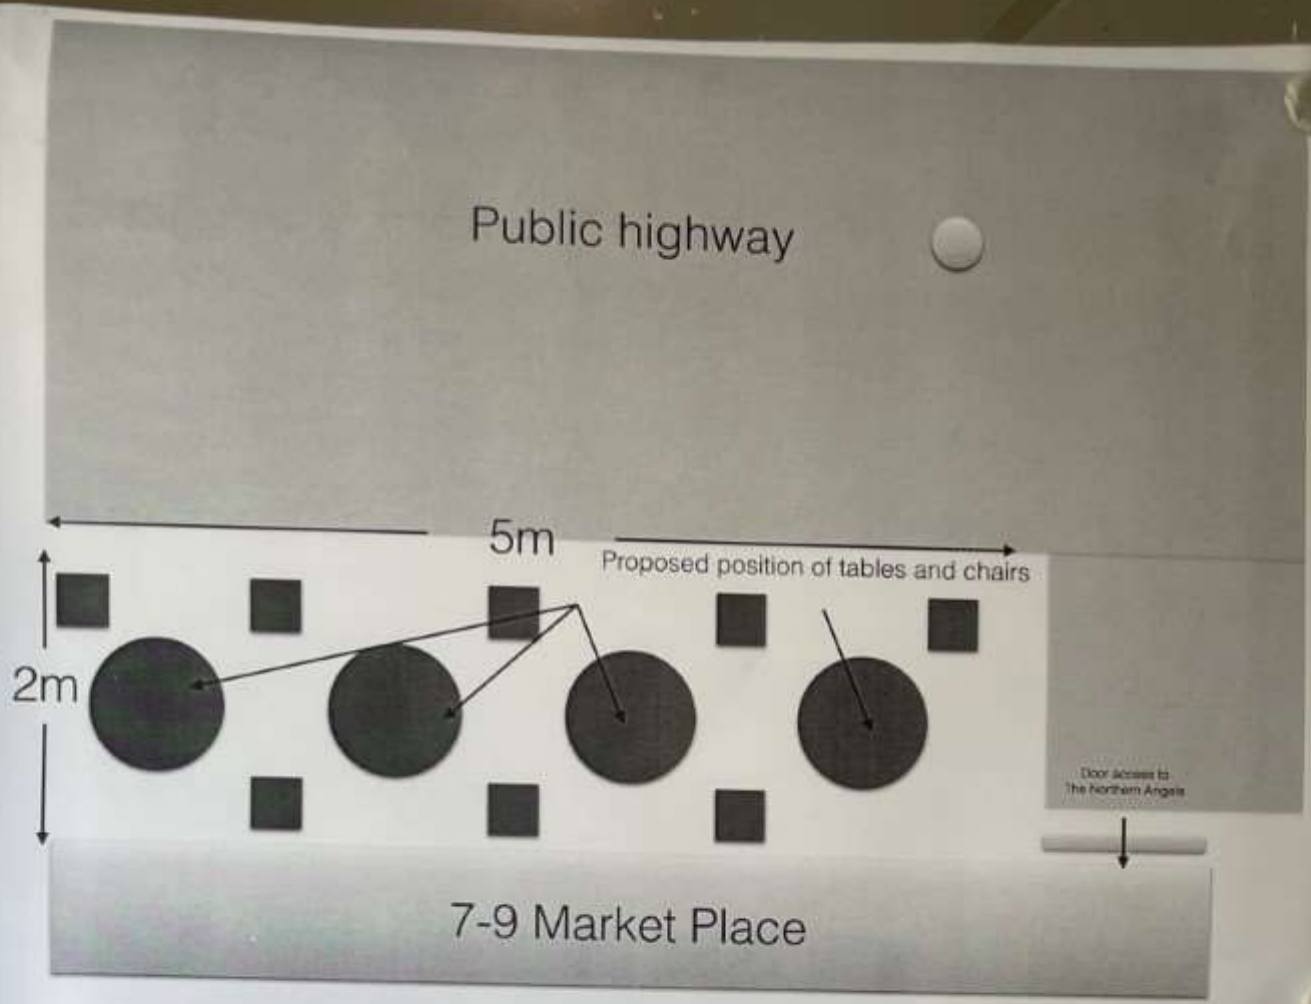 Public highway
5m
Proposed position of tables and chairs
2m
Door access to
The Northern Angels
7-9 Market Place